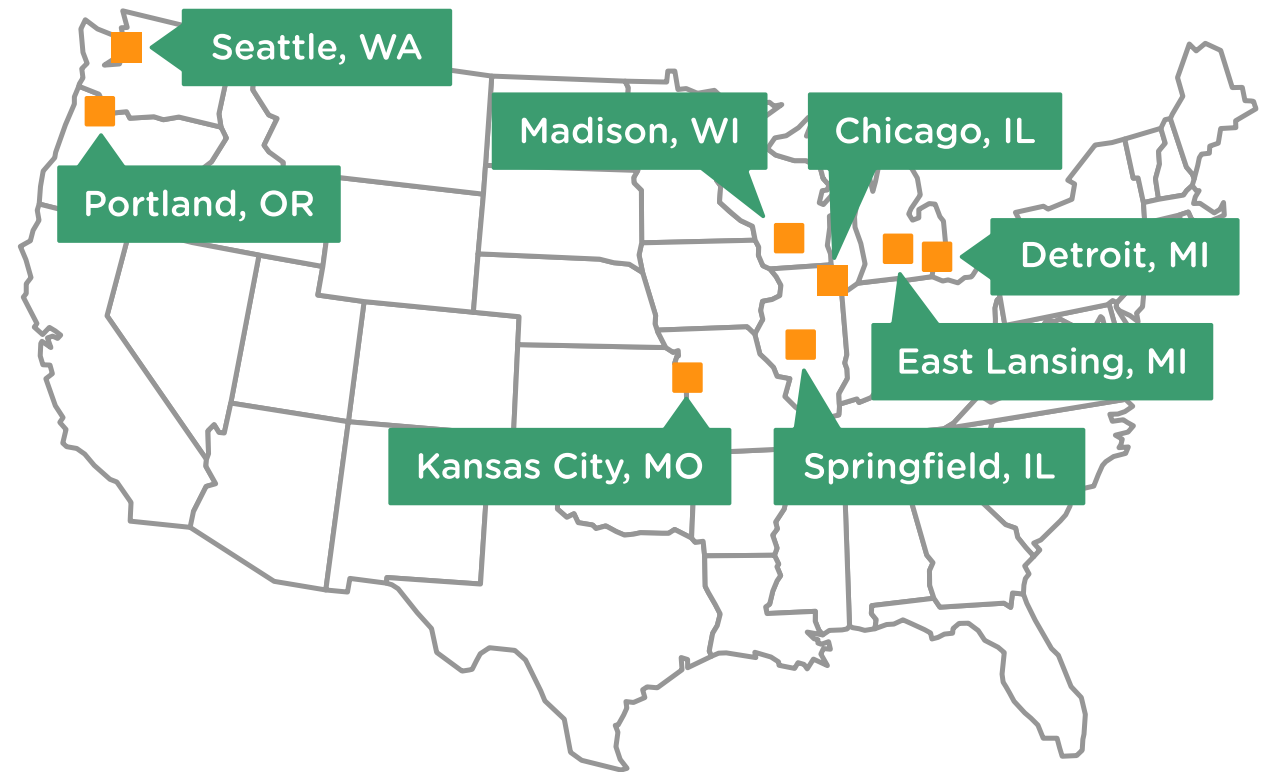 Seattle, WA
Madison, WI
Chicago, IL
Portland, OR
Detroit, MI
East Lansing, MI
Kansas City, MO
Springfield, IL